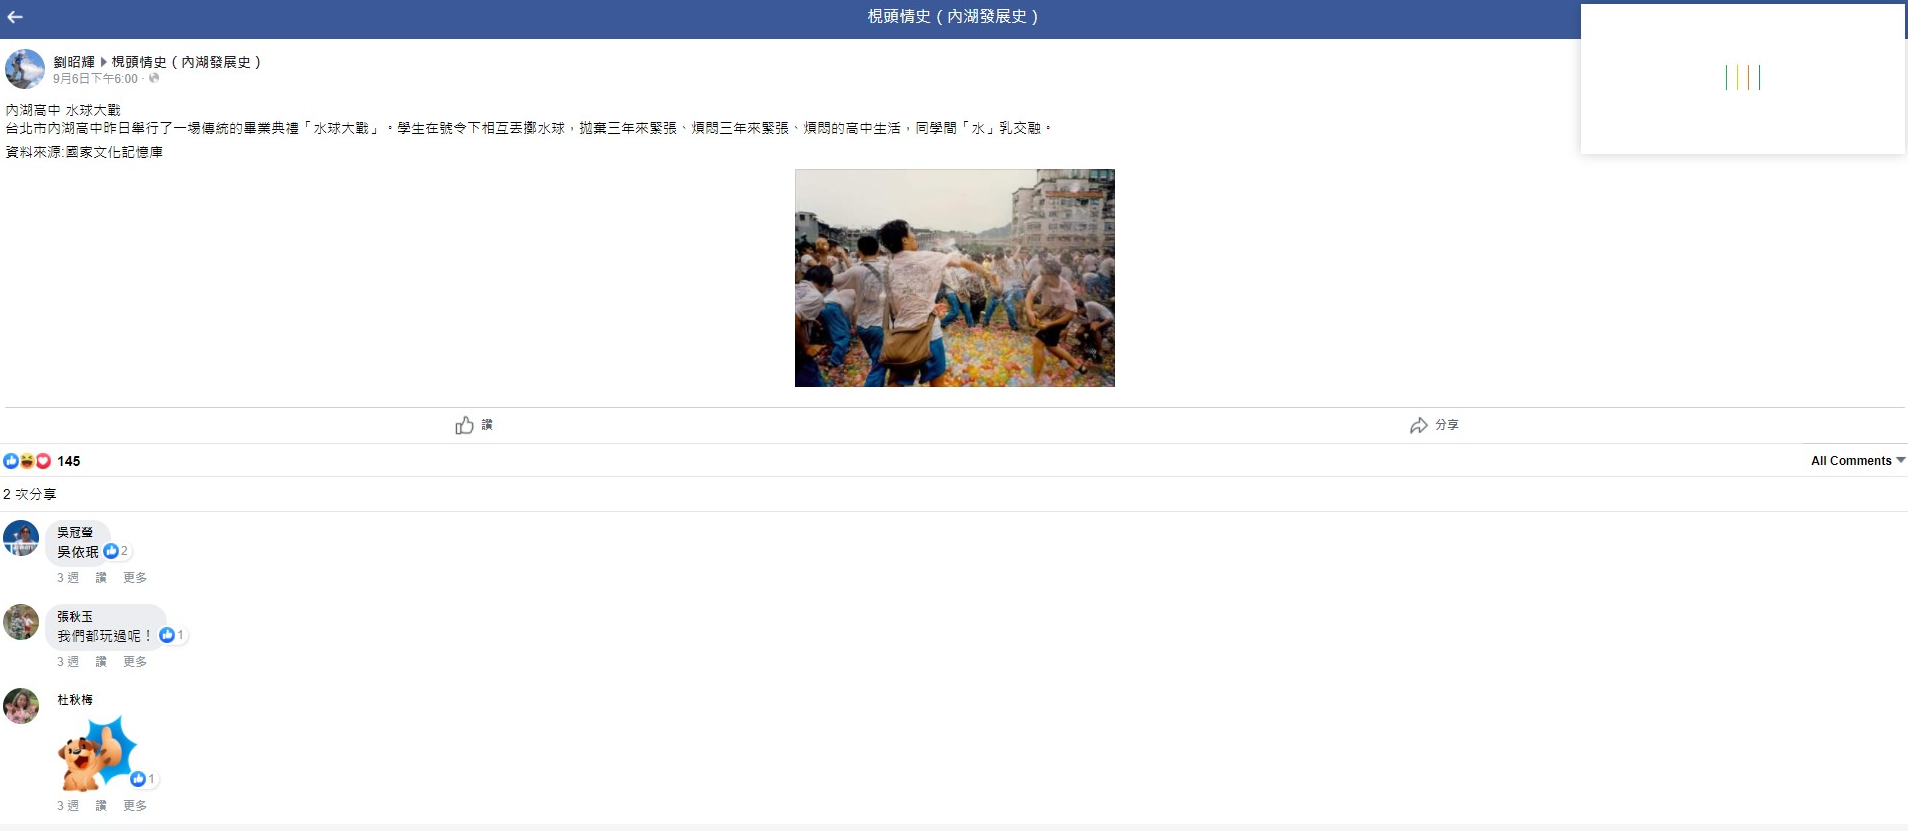 梘頭情史 ( 內湖發展史 )
劉昭輝 ▶ 梘頭情史 ( 內湖發展史 )
9月6日下午6:00 ·
內湖高中 水球大戰
台北市內湖高中昨日舉行了一場傳統的畢業典禮「水球大戰」。學生在號令下相互丟擲水球，拋棄三年來緊張、煩悶三年來緊張、煩悶的高中生活，同學間「水」乳交融。
資料來源:國家文化記憶庫
讚
分享
145
All Comments
2 次分享
吳冠瑩
吳依珉 2
3 週 讚 更多
張秋玉
我們都玩過呢！ 1
3 週 讚 更多
杜秋梅
1
3 週 讚 更多